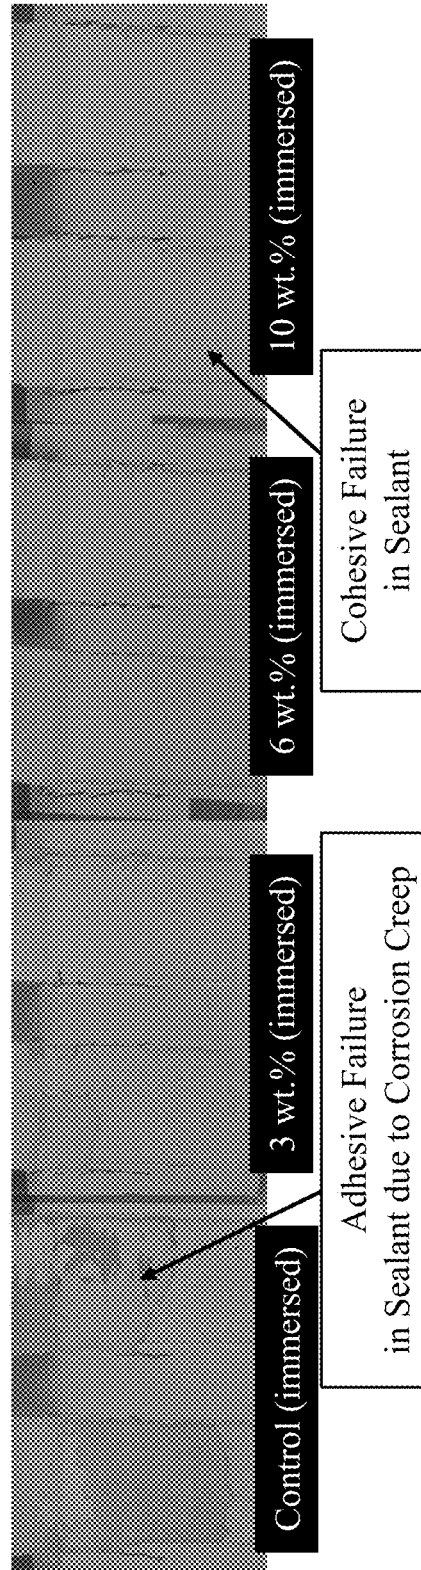 Control (immersed)
3 wt.% (immersed)
6 wt.% (immersed)
10 wt.% (immersed)
Adhesive Failure
in Sealant due to Corrosion Creep
Cohesive Failure
in Sealant